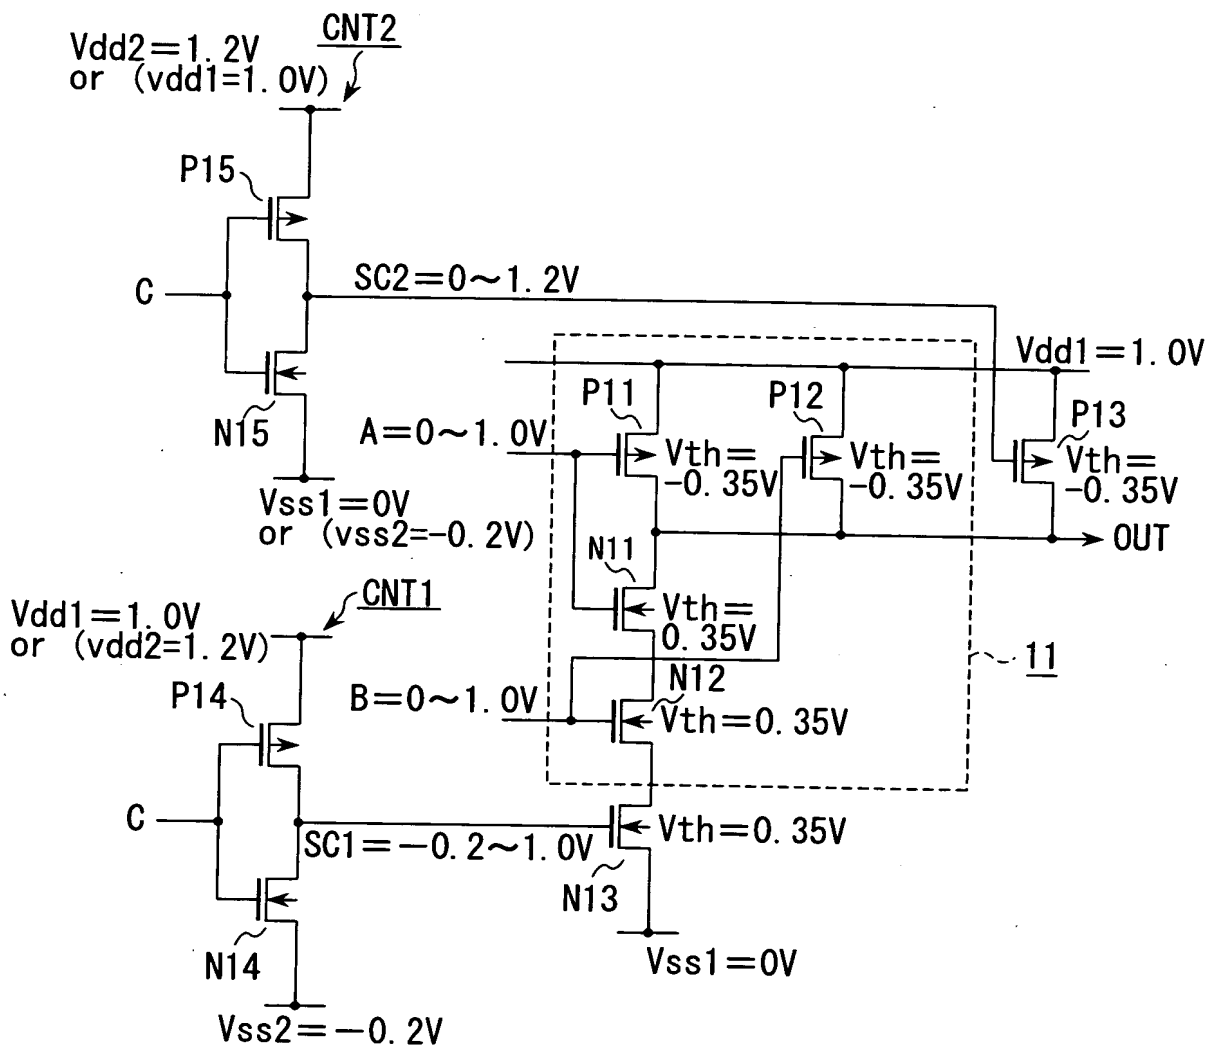 CNT2
Vdd2=1.2V
or (vdd1=1.0V)
P15
C
SC2=0~1.2V
N15
Vss1=0V
or (vss2=-0.2V)
Vdd1=1.0V
P11
P12
P13
A=0~1.0V
Vth=
-0.35V
Vth=
-0.35V
Vth=
-0.35V
OUT
N11
Vth=
0.35V
CNT1
Vdd1=1.0V
or (vdd2=1.2V)
11
P14
B=0~1.0V
N12
Vth=0.35V
C
SC1=-0.2~1.0V
Vth=0.35V
N13
N14
Vss1=0V
Vss2=-0.2V